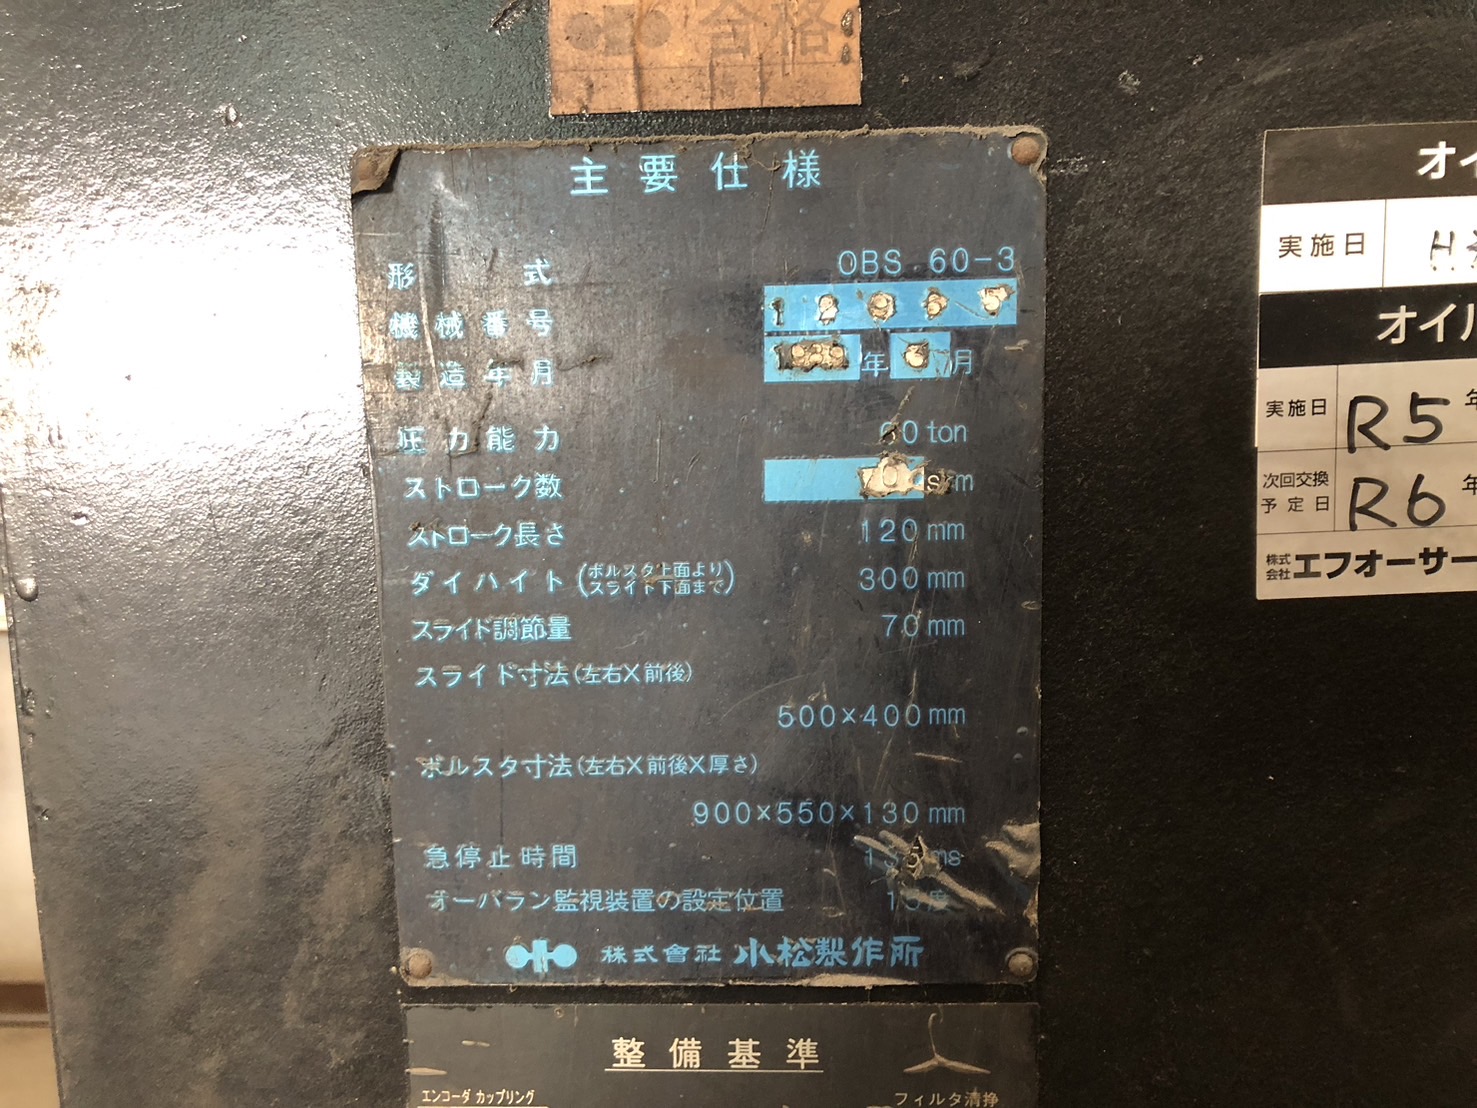 合格
主要仕様
形式 OBS 60-3
機械番号
製造年月 年 月
圧力能力 60 ton
ストローク数
ストローク長さ 120 mm
ダイハイト (ボルスタ上面より スライド下面まで) 300 mm
スライド調節量 70 mm
スライド寸法(左右×前後)
500×400 mm
ボルスタ寸法(左右×前後×厚さ)
900×550×130 mm
急停止時間 ms
オーバラン監視装置の設定位置 15度
株式會社 小松製作所
整備基準
エンコーダ カップリング フィルタ清掃
オイ
実施日 H
オイル
実施日 R5 年
次回交換予定日 R6 年
株式会社 エフオーサー